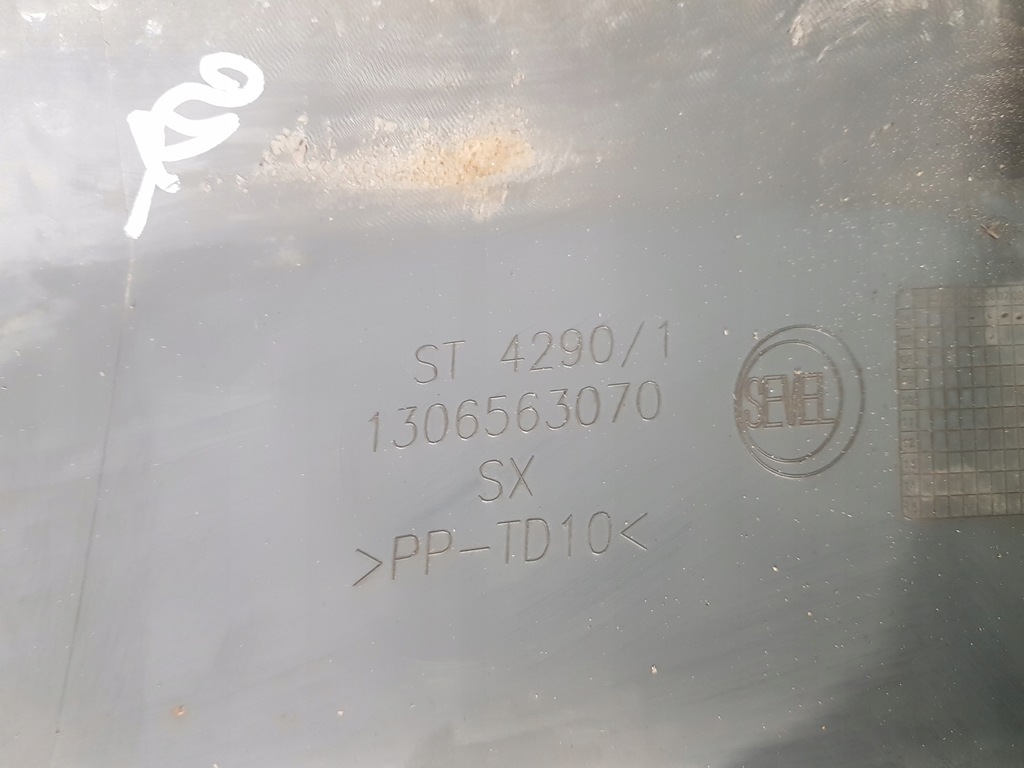 ST 4290/1
1306563070
SX
>PP-TD10<
SEVEL